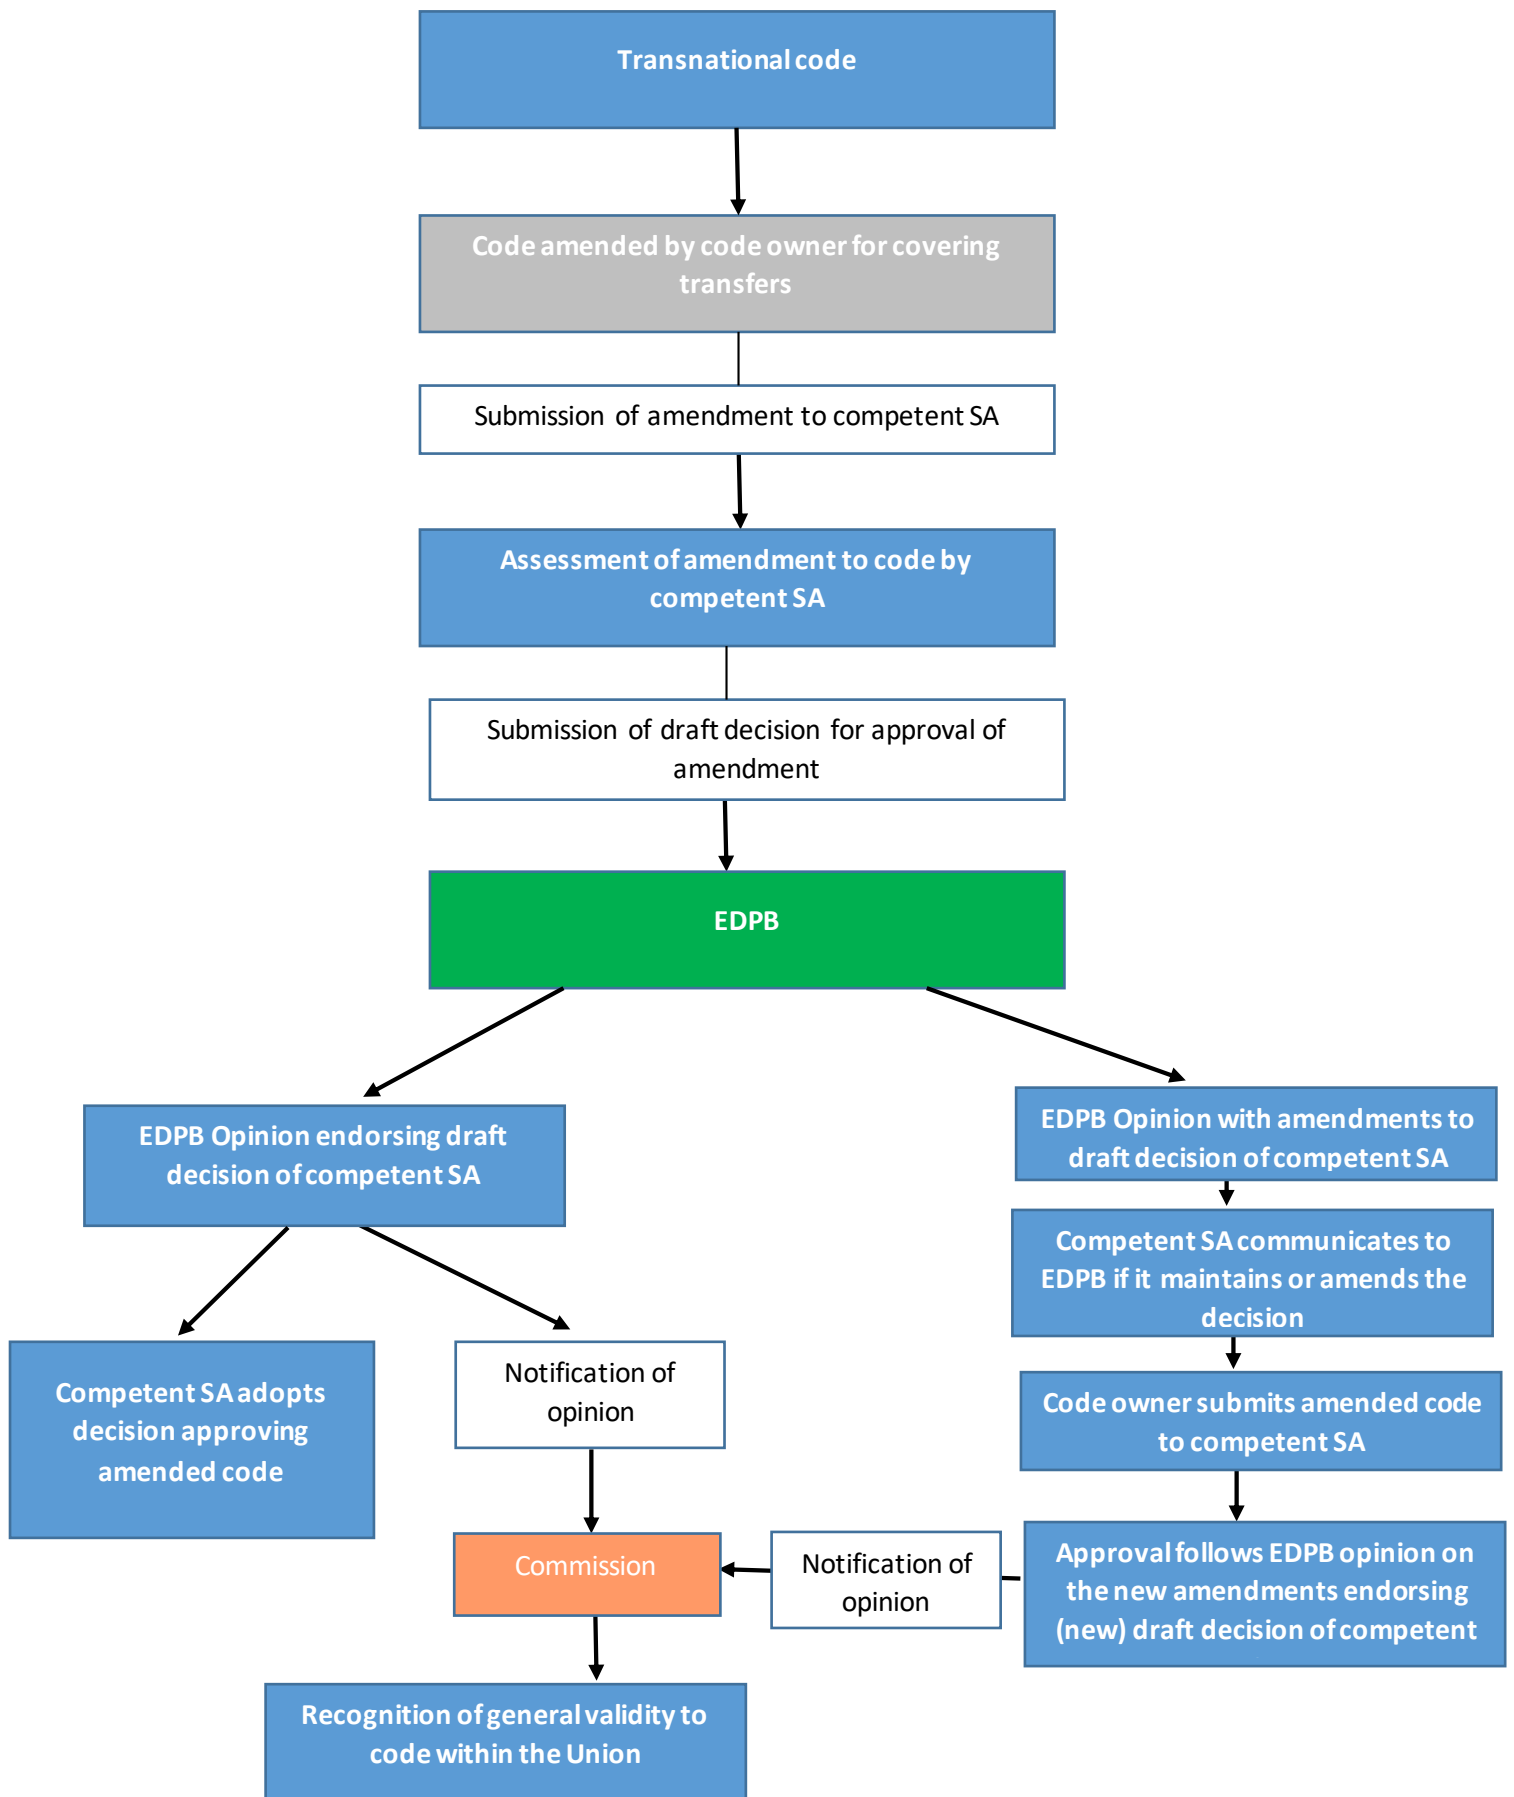 Transnational code
Code amended by code owner for covering
transfers
Submission of amendment to competent SA
Assessment of amendment to code by
competent SA
Submission of draft decision for approval of
amendment
EDPB
EDPB Opinion endorsing draft
decision of competent SA
EDPB Opinion with amendments to
draft decision of competent SA
Competent SA communicates to
EDPB if it maintains or amends the
decision
Competent SA adopts
decision approving
amended code
Notification of
opinion
Code owner submits amended code
to competent SA
Commission
Notification of
opinion
Approval follows EDPB opinion on
the new amendments endorsing
(new) draft decision of competent
Recognition of general validity to
code within the Union